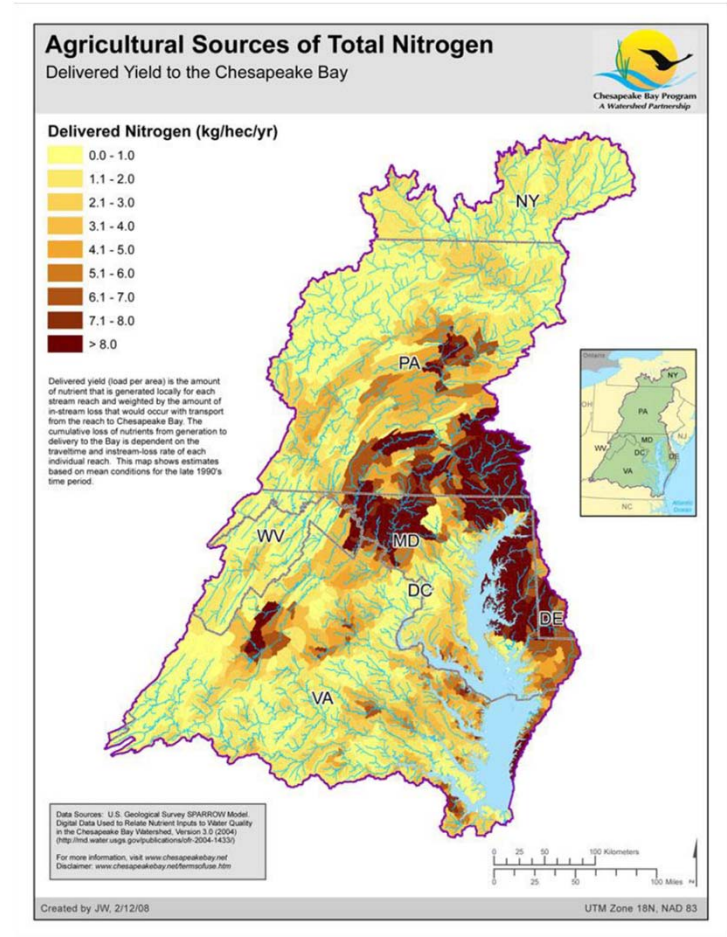 Agricultural Sources of Total Nitrogen
Delivered Yield to the Chesapeake Bay
Chesapeake Bay Program
A Watershed Partnership
Delivered Nitrogen (kg/hec/yr)
0.0 - 1.0
1.1 - 2.0
2.1 - 3.0
3.1 - 4.0
4.1 - 5.0
5.1 - 6.0
6.1 - 7.0
7.1 - 8.0
> 8.0
Delivered yield (load per area) is the amount
of nutrient that is generated locally for each
stream reach and weighted by the amount of
in-stream loss that would occur with transport
from the reach to Chesapeake Bay. The
cumulative loss of nutrients from generation to
delivery to the Bay is dependent on the
traveltime and instream-loss rate of each
individual reach. This map shows estimates
based on mean conditions for the late 1990's
time period.
NY
PA
WV
MD
DC
DE
VA
Ontario
NY
OH
PA
NJ
MD
WV
DC
DE
VA
NC
Atlantic
Ocean
Data Sources: U.S. Geological Survey SPARROW Model.
Digital Data Used to Relate Nutrient Inputs to Water Quality
in the Chesapeake Bay Watershed, Version 3.0 (2004)
(http://md.water.usgs.gov/publications/ofr-2004-1433/)
For more information, visit www.chesapeakebay.net
Disclaimer: www.chesapeakebay.net/termsofuse.htm
0 25 50 100 Kilometers
0 25 50 100 Miles
N
Created by JW, 2/12/08
UTM Zone 18N, NAD 83